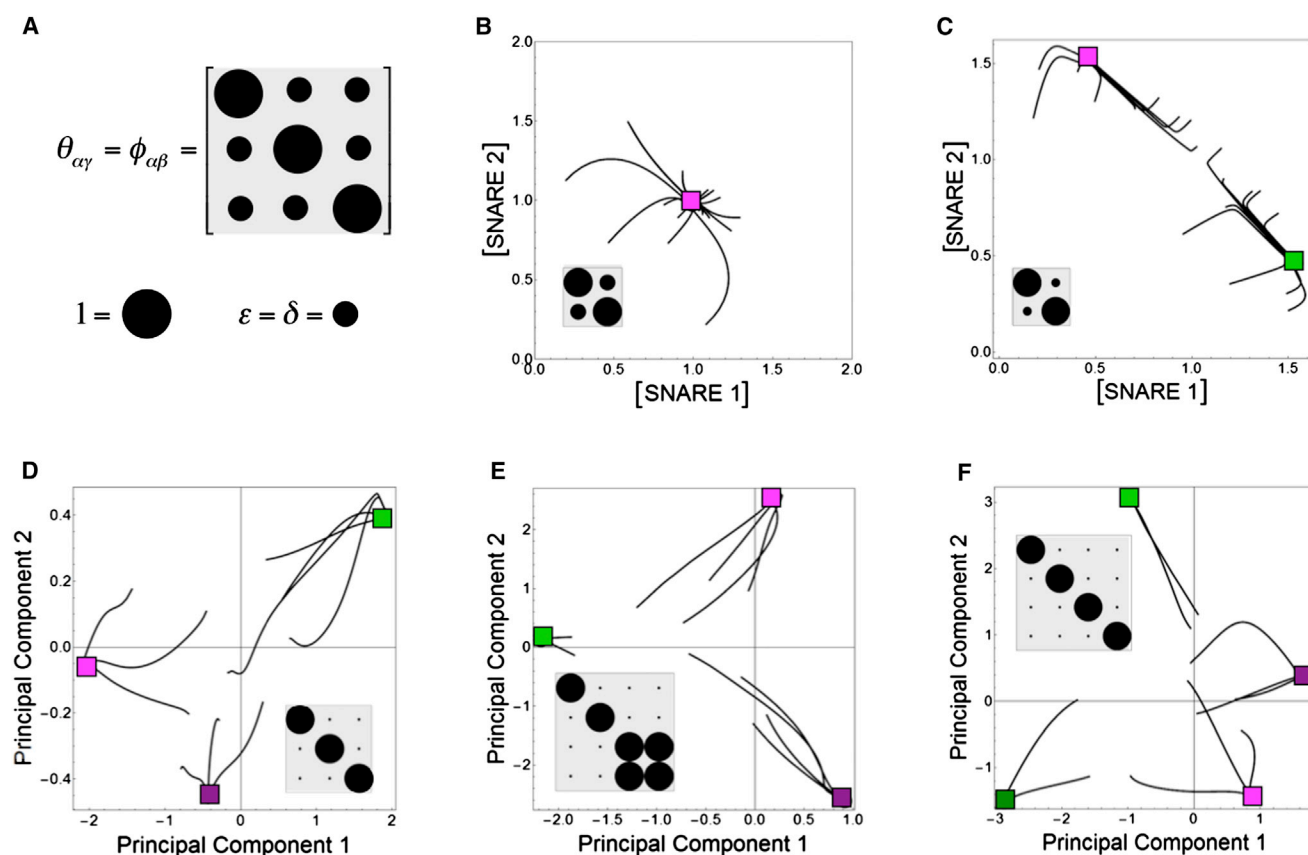 A
θαγ = ϕαβ =
1 =
ε = δ =
B
[SNARE 2]
2.0
1.5
1.0
0.5
0.0
0.0 0.5 1.0 1.5 2.0
[SNARE 1]
C
[SNARE 2]
1.5
1.0
0.5
0.0
0.0 0.5 1.0 1.5
[SNARE 1]
D
Principal Component 2
0.4
0.2
0.0
−0.2
−0.4
−2 −1 0 1 2
Principal Component 1
E
Principal Component 2
2
1
0
−1
−2
−2.0 −1.5 −1.0 −0.5 0.0 0.5 1.0
Principal Component 1
F
Principal Component 2
3
2
1
0
−1
−3 −2 −1 0 1
Principal Component 1